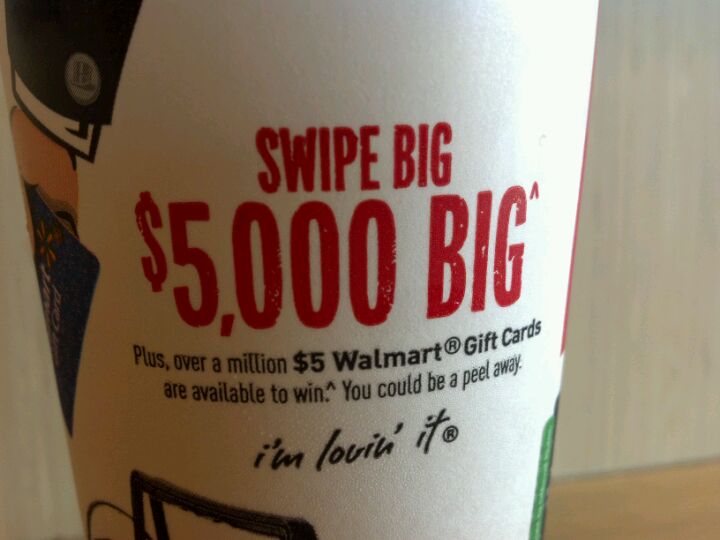 SWIPE BIG
$5,000 BIG^
Plus, over a million $5 Walmart® Gift Cards
are available to win.^ You could be a peel away.
i'm lovin' it®